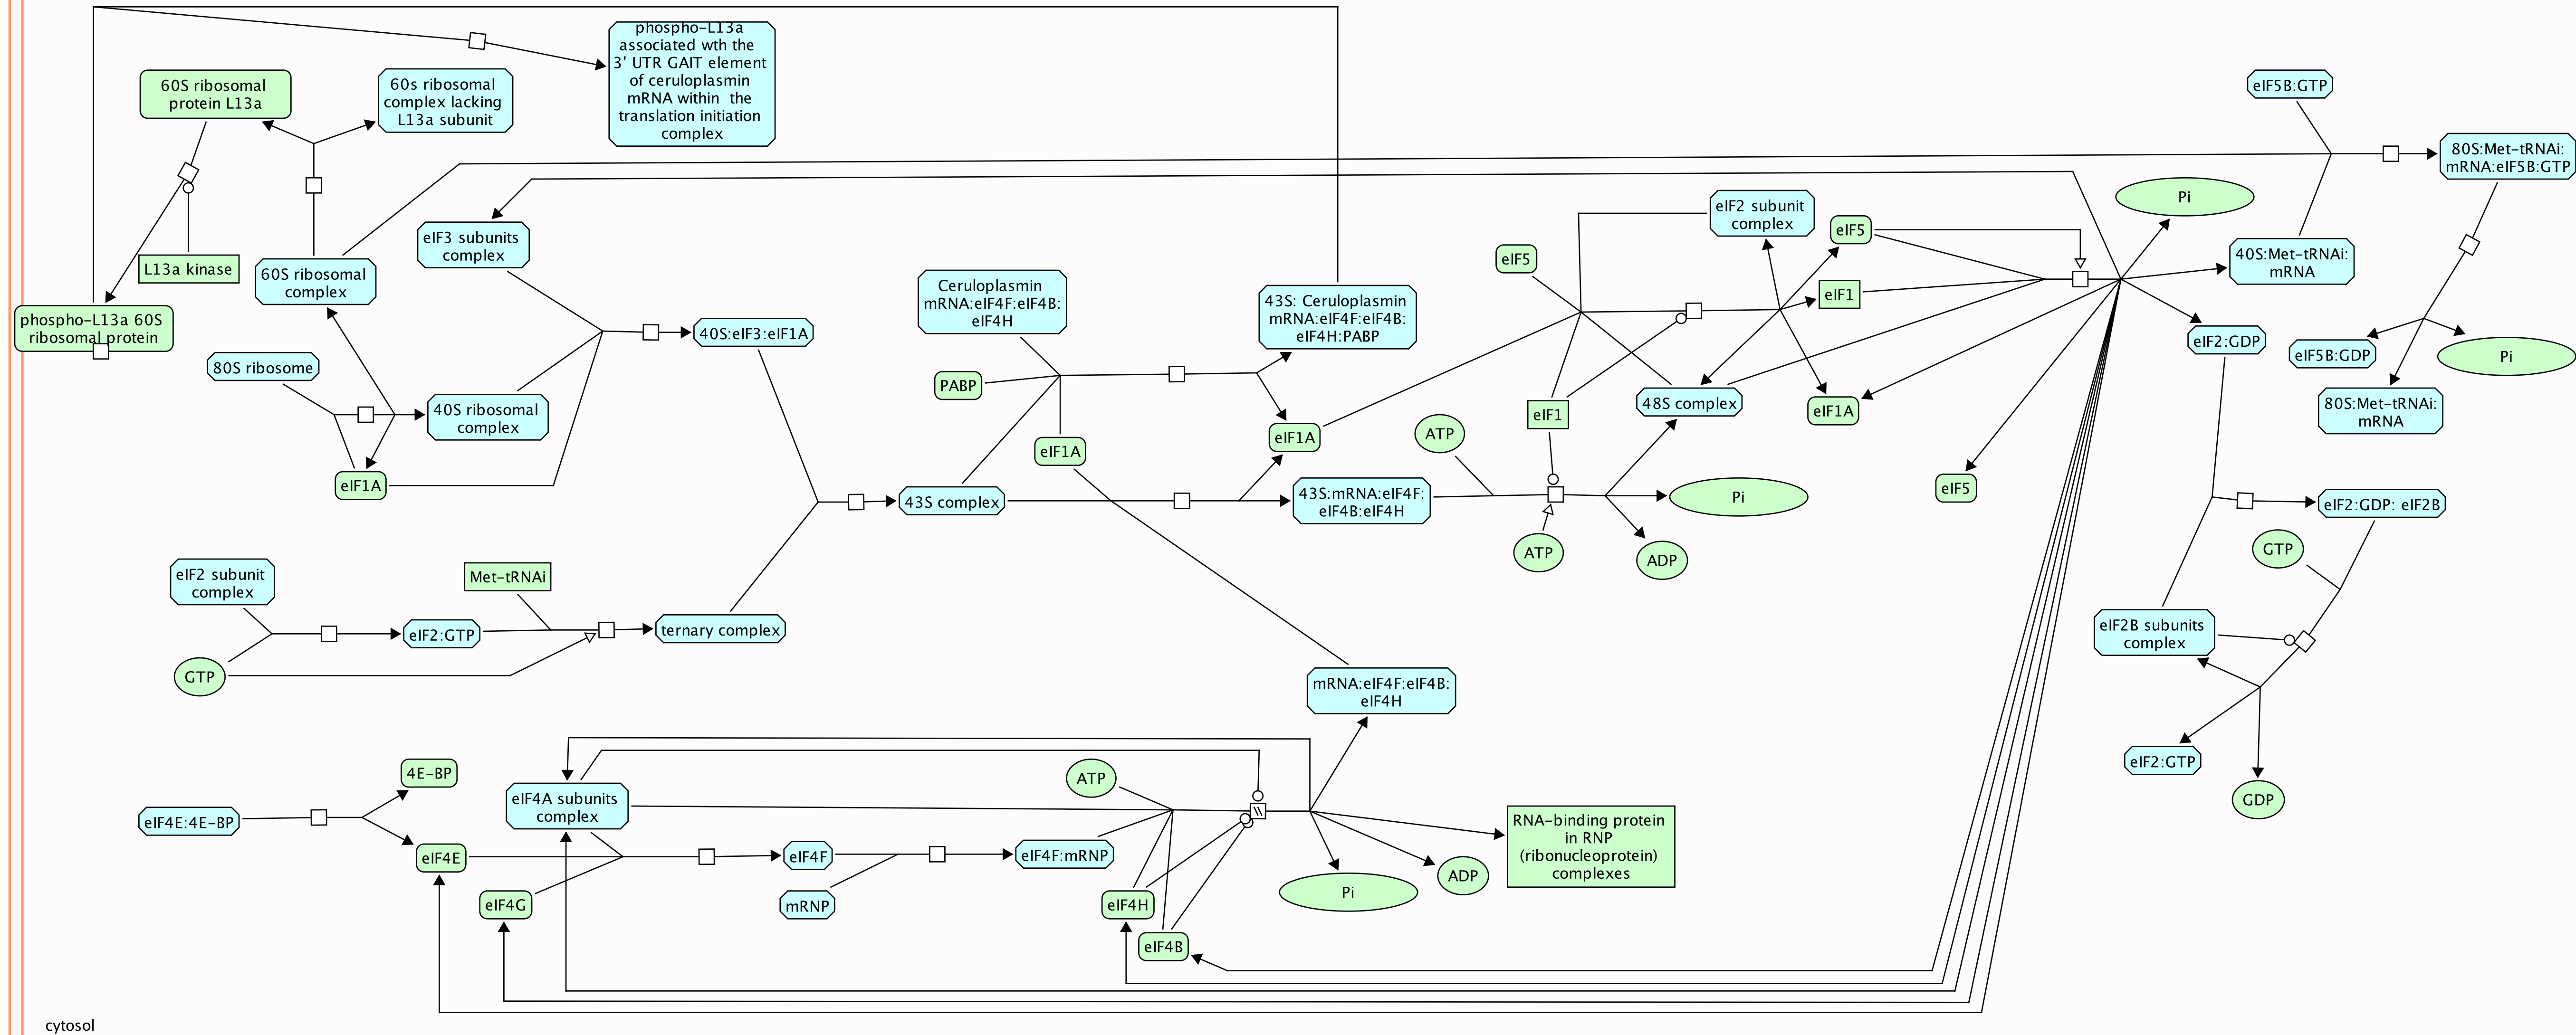 phospho-L13a
associated wth the
3' UTR GAIT element
of ceruloplasmin
mRNA within the
translation initiation
complex
60S ribosomal
protein L13a
60s ribosomal
complex lacking
L13a subunit
eIF5B:GTP
80S:Met-tRNAi:
mRNA:eIF5B:GTP
Pi
eIF2 subunit
complex
eIF5
eIF3 subunits
complex
eIF5
40S:Met-tRNAi:
mRNA
L13a kinase
60S ribosomal
complex
Ceruloplasmin
mRNA:eIF4F:eIF4B:
eIF4H
43S: Ceruloplasmin
mRNA:eIF4F:eIF4B:
eIF4H:PABP
eIF1
phospho-L13a 60S
ribosomal protein
40S:eIF3:eIF1A
eIF2:GDP
eIF5B:GDP
Pi
80S ribosome
PABP
40S ribosomal
complex
eIF1
48S complex
eIF1A
80S:Met-tRNAi:
mRNA
ATP
eIF1A
eIF1A
eIF1A
43S complex
43S:mRNA:eIF4F:
eIF4B:eIF4H
Pi
eIF5
eIF2:GDP: eIF2B
ATP
ADP
GTP
eIF2 subunit
complex
Met-tRNAi
eIF2:GTP
ternary complex
eIF2B subunits
complex
GTP
mRNA:eIF4F:eIF4B:
eIF4H
eIF2:GTP
GDP
4E-BP
ATP
eIF4A subunits
complex
eIF4E:4E-BP
RNA-binding protein
in RNP
(ribonucleoprotein)
complexes
eIF4E
eIF4F
eIF4F:mRNP
ADP
Pi
eIF4G
mRNP
eIF4H
eIF4B
cytosol